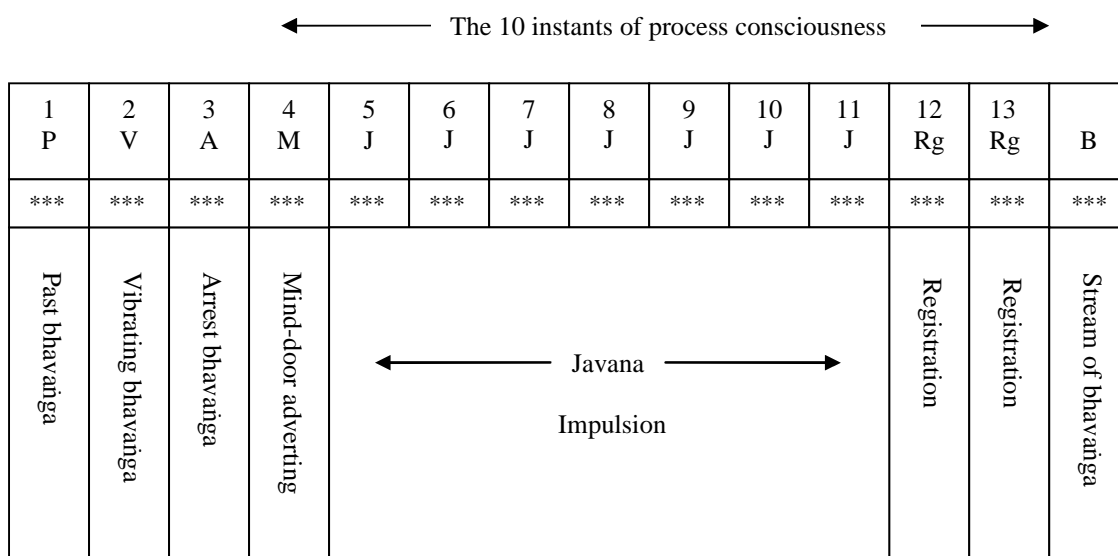 The 10 instants of process consciousness
1 2 3 4 5 6 7 8 9 10 11 12 13
P V A M J J J J J J J Rg Rg B
*** *** *** *** *** *** *** *** *** *** *** *** *** ***
Past bhavaṅga
Vibrating bhavaṅga
Arrest bhavaṅga
Mind-door adverting
Javana
Impulsion
Registration
Registration
Stream of bhavaṅga